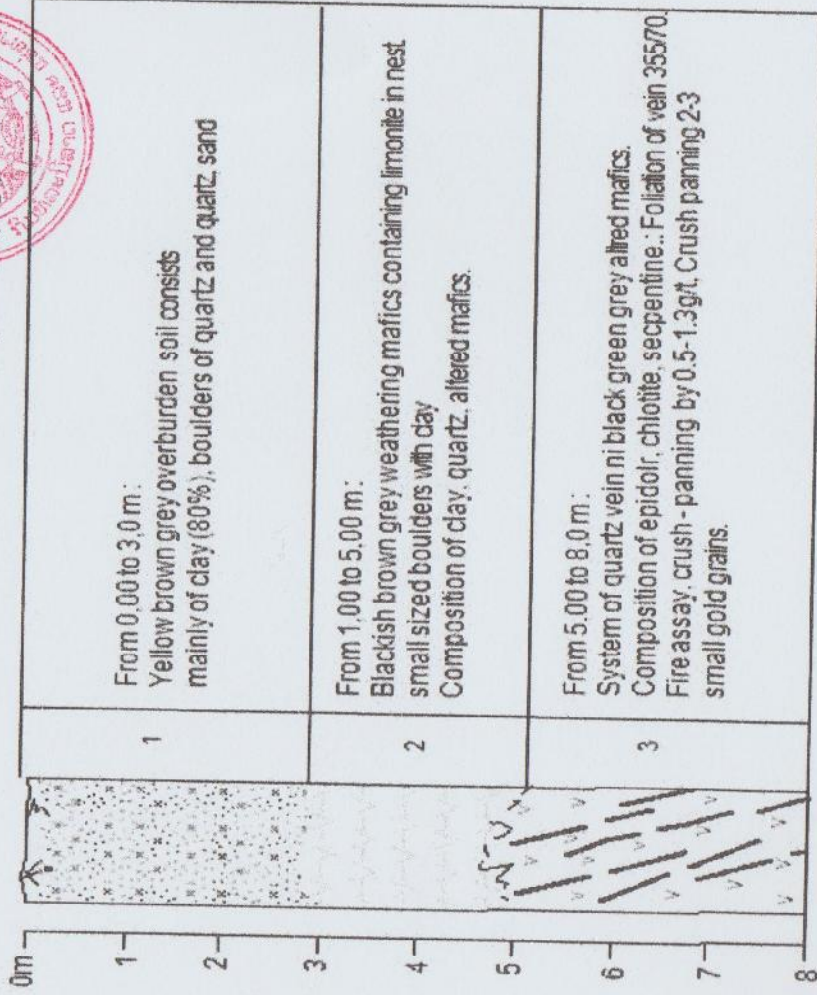 0m
1
2
3
4
5
6
7
8
1
From 0,00 to 3,0 m :
Yellow brown grey overburden soil consists
mainly of clay (80%), boulders of quartz and quartz, sand
2
From 1,00 to 5.00 m :
Blackish brown grey weathering mafics containing limonite in nest.
small sized boulders with clay
Composition of clay, quartz, altered mafics.
3
From 5.00 to 8,0 m :
System of quartz vein ni black green grey altred mafics.
Composition of epidolr, chlotite, secpentine.: Foliation of vein 355/70.
Fire assay, crush - panning by 0.5-1.3g/t, Crush panning 2-3
small gold grains.